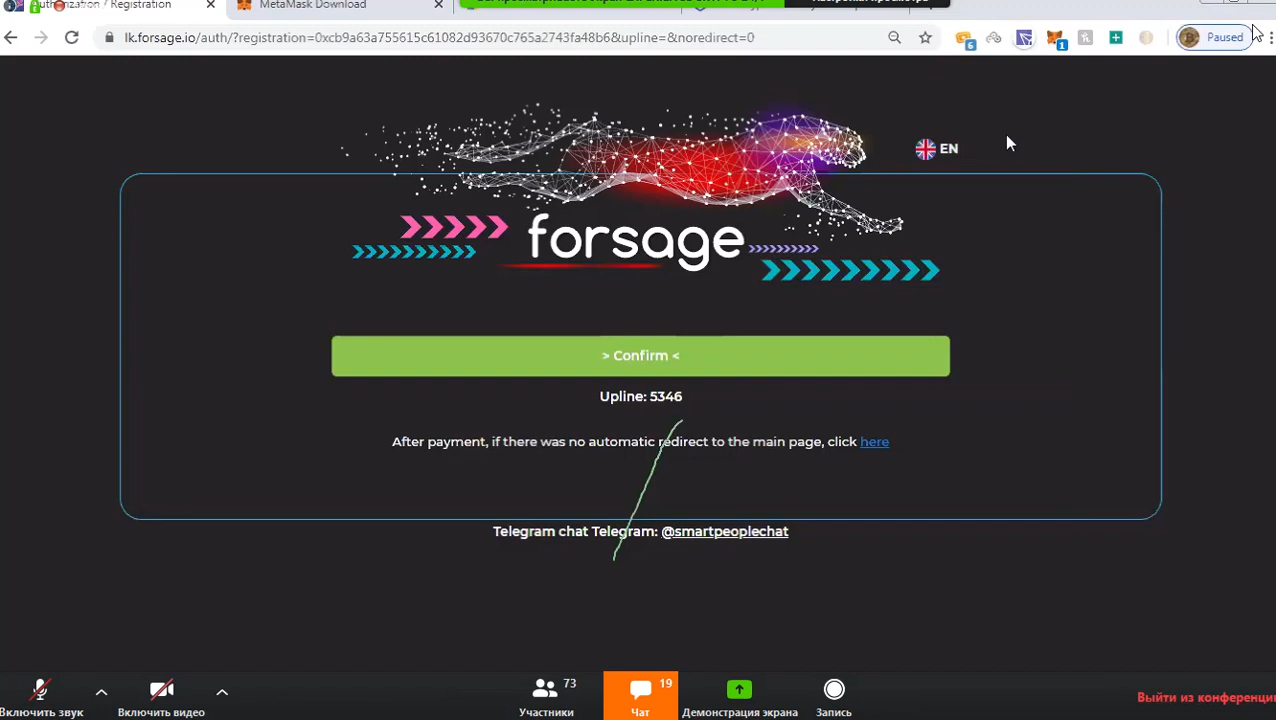 Registration
MetaMask Download
lk.forsage.io/auth/?registration=0xcb9a63a755615c61082d93670c765a2743fa48b6&upline=&noredirect=0
6
1
Paused
EN
forsage
> Confirm <
Upline: 5346
After payment, if there was no automatic redirect to the main page, click here
Telegram chat Telegram: @smartpeoplechat
73
19
Включить звук
Включить видео
Участники
Чат
Демонстрация экрана
Запись
Выйти из конференци